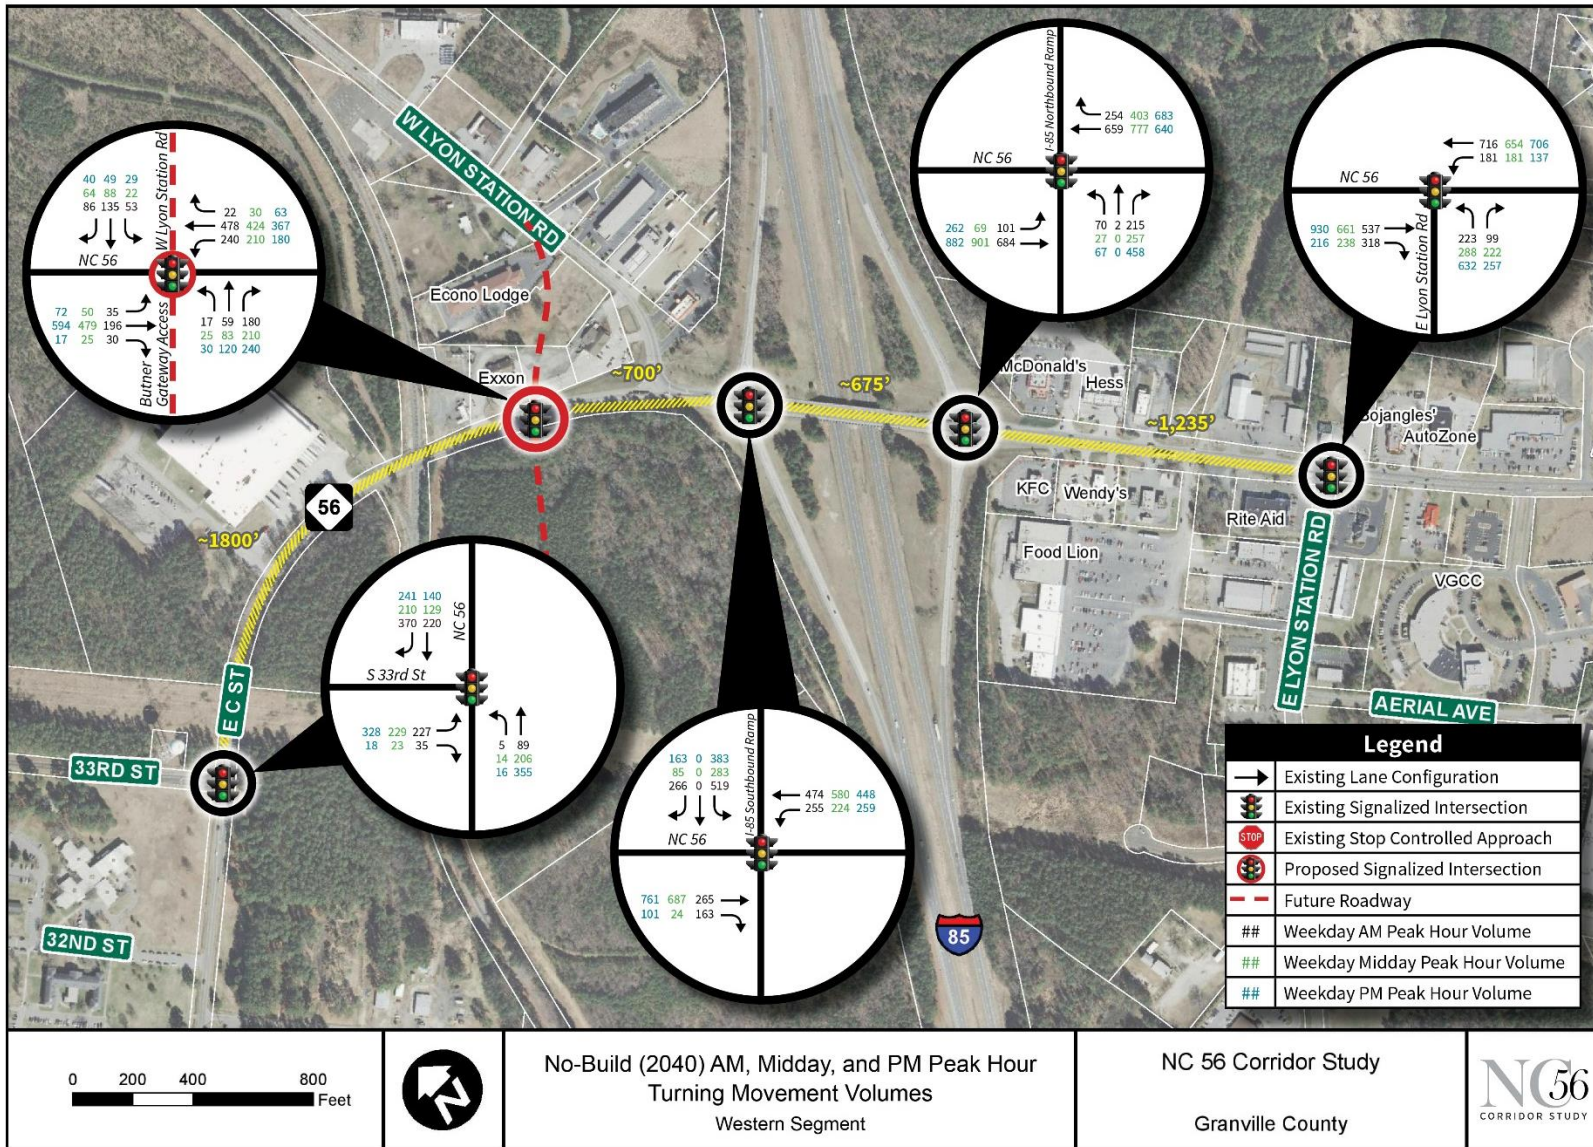 W Lyon Station Rd
40 49 29
64 88 22
86 135 53
22 30 63
478 424 367
240 210 180
NC 56
72 50 35
594 479 196
17 25 30
17 59 180
25 83 210
30 120 240
Butner
Gateway Access
W LYON STATION RD
Econo Lodge
Exxon
~700'
~675'
~1,235'
~1800'
56
I-85 Northbound Ramp
254 403 683
659 777 640
NC 56
262 69 101
882 901 684
70 2 215
27 0 257
67 0 458
716 654 706
181 181 137
NC 56
930 661 537
216 238 318
223 99
288 222
632 257
E Lyon Station Rd
McDonald's
Hess
Bojangles'
AutoZone
KFC
Wendy's
Rite Aid
Food Lion
VGCC
E LYON STATION RD
AERIAL AVE
E C ST
33RD ST
32ND ST
241 140
210 129
370 220
NC 56
S 33rd St
328 229 227
18 23 35
5 89
14 206
16 355
I-85 Southbound Ramp
163 0 383
85 0 283
266 0 519
474 580 448
255 224 259
NC 56
761 687 265
101 24 163
85
Legend
Existing Lane Configuration
Existing Signalized Intersection
STOP Existing Stop Controlled Approach
Proposed Signalized Intersection
Future Roadway
## Weekday AM Peak Hour Volume
## Weekday Midday Peak Hour Volume
## Weekday PM Peak Hour Volume
0 200 400 800
Feet
N
No-Build (2040) AM, Midday, and PM Peak Hour
Turning Movement Volumes
Western Segment
NC 56 Corridor Study
Granville County
NC56
CORRIDOR STUDY